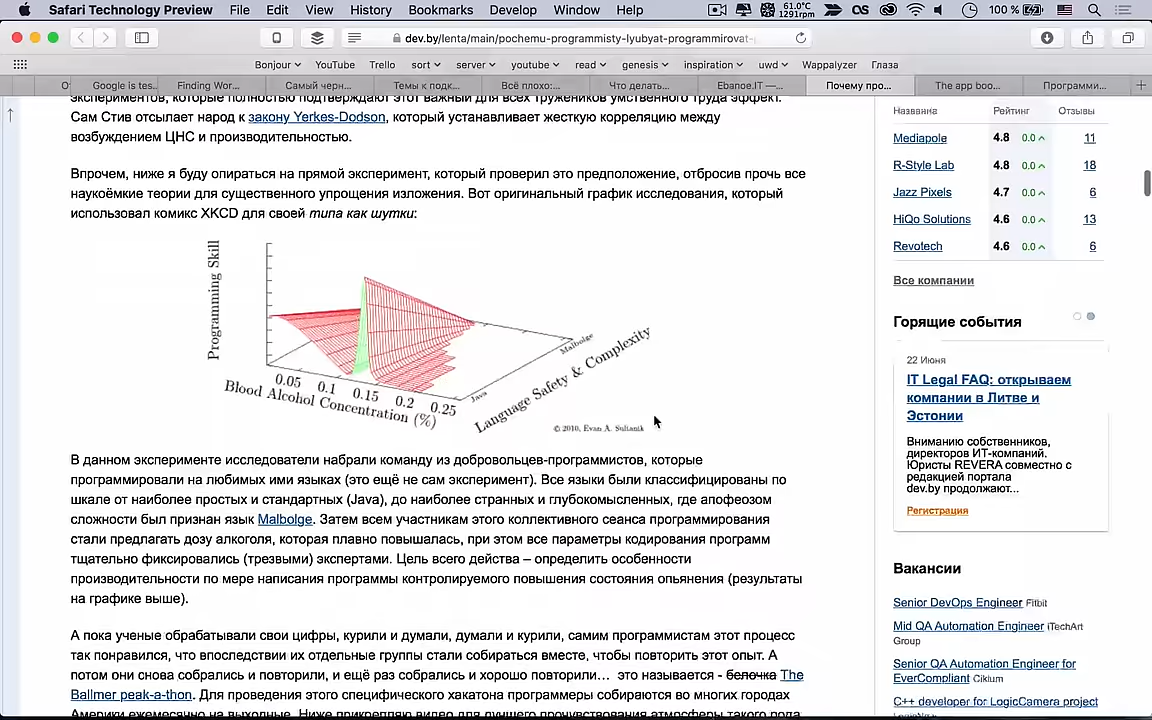 Safari Technology Preview File Edit View History Bookmarks Develop Window Help
61.0°C
1291rpm
100 %
dev.by/lenta/main/pochemu-programmisty-lyubyat-programmirovat-
Bonjour YouTube Trello sort server youtube read genesis inspiration uwd Wappalyzer Глаза
Google is tes... Finding Wor... Самый черн... Темы к подк... Всё плохо:... Что делать... Ebanoe.IT —... Почему про... The app boo... Программи...
экспериментов, которые полностью подтверждают этот важный для всех тружеников умственного труда эффект.
Сам Стив отсылает народ к закону Yerkes-Dodson, который устанавливает жесткую корреляцию между
возбуждением ЦНС и производительностью.
Впрочем, ниже я буду опираться на прямой эксперимент, который проверил это предположение, отбросив прочь все
наукоёмкие теории для существенного упрощения изложения. Вот оригинальный график исследования, который
использовал комикс XKCD для своей типа как шутки:
Programming Skill
0.05 0.1 0.15 0.2 0.25
Blood Alcohol Concentration (%)
Java
Malbolge
Language Safety & Complexity
© 2010, Evan A. Sultanik
В данном эксперименте исследователи набрали команду из добровольцев-программистов, которые
программировали на любимых ими языках (это ещё не сам эксперимент). Все языки были классифицированы по
шкале от наиболее простых и стандартных (Java), до наиболее странных и глубокомысленных, где апофеозом
сложности был признан язык Malbolge. Затем всем участникам этого коллективного сеанса программирования
стали предлагать дозу алкоголя, которая плавно повышалась, при этом все параметры кодирования программ
тщательно фиксировались (трезвыми) экспертами. Цель всего действа – определить особенности
производительности по мере написания программы контролируемого повышения состояния опьянения (результаты
на графике выше).
А пока ученые обрабатывали свои цифры, курили и думали, думали и курили, самим программистам этот процесс
так понравился, что впоследствии их отдельные группы стали собираться вместе, чтобы повторить этот опыт. А
потом они снова собрались и повторили, и ещё раз собрались и хорошо повторили... это называется - белочка The
Ballmer peak-a-thon. Для проведения этого специфического хакатона программеры собираются во многих городах
Америки ежемесячно на выходные. Ниже прикрепляю видео для лучшего прочувствования атмосферы такого рода
Название Рейтинг Отзывы
Mediapole 4.8 0.0 11
R-Style Lab 4.8 0.0 18
Jazz Pixels 4.7 0.0 6
HiQo Solutions 4.6 0.0 13
Revotech 4.6 0.0 6
Все компании
Горящие события
22 Июня
IT Legal FAQ: открываем
компании в Литве и
Эстонии
Вниманию собственников,
директоров ИТ-компаний.
Юристы REVERA совместно с
редакцией портала
dev.by продолжают...
Регистрация
Вакансии
Senior DevOps Engineer Fitbit
Mid QA Automation Engineer iTechArt
Group
Senior QA Automation Engineer for
EverCompliant Ciklum
C++ developer for LogicCamera project